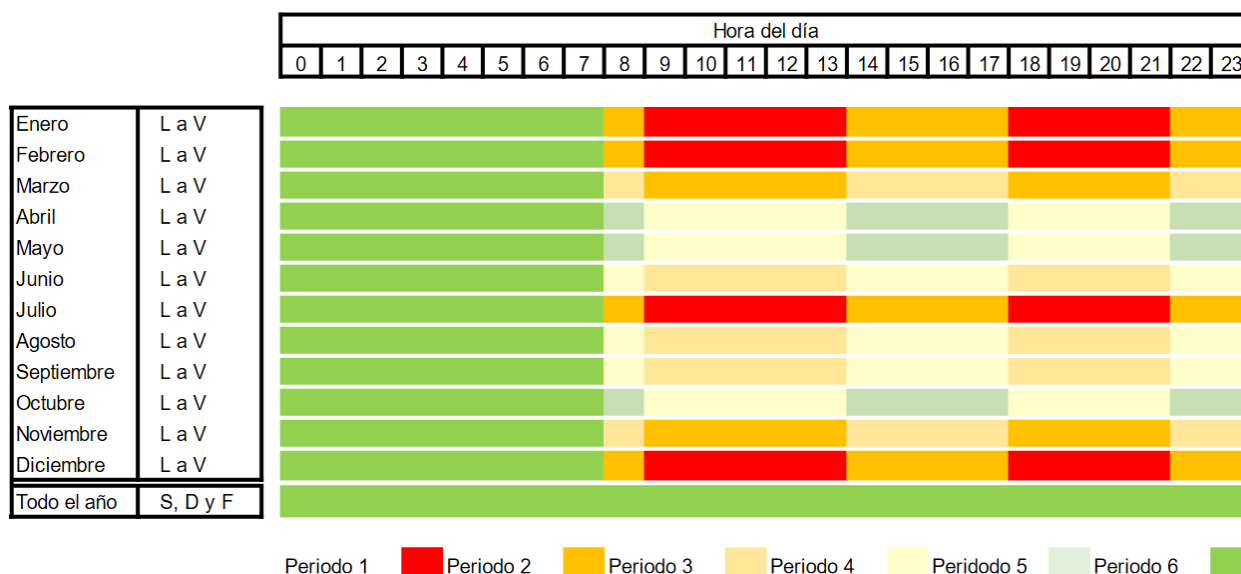 Hora del día
0 1 2 3 4 5 6 7 8 9 10 11 12 13 14 15 16 17 18 19 20 21 22 23
Enero L a V
Febrero L a V
Marzo L a V
Abril L a V
Mayo L a V
Junio L a V
Julio L a V
Agosto L a V
Septiembre L a V
Octubre L a V
Noviembre L a V
Diciembre L a V
Todo el año S, D y F
Periodo 1 Periodo 2 Periodo 3 Periodo 4 Peridodo 5 Periodo 6